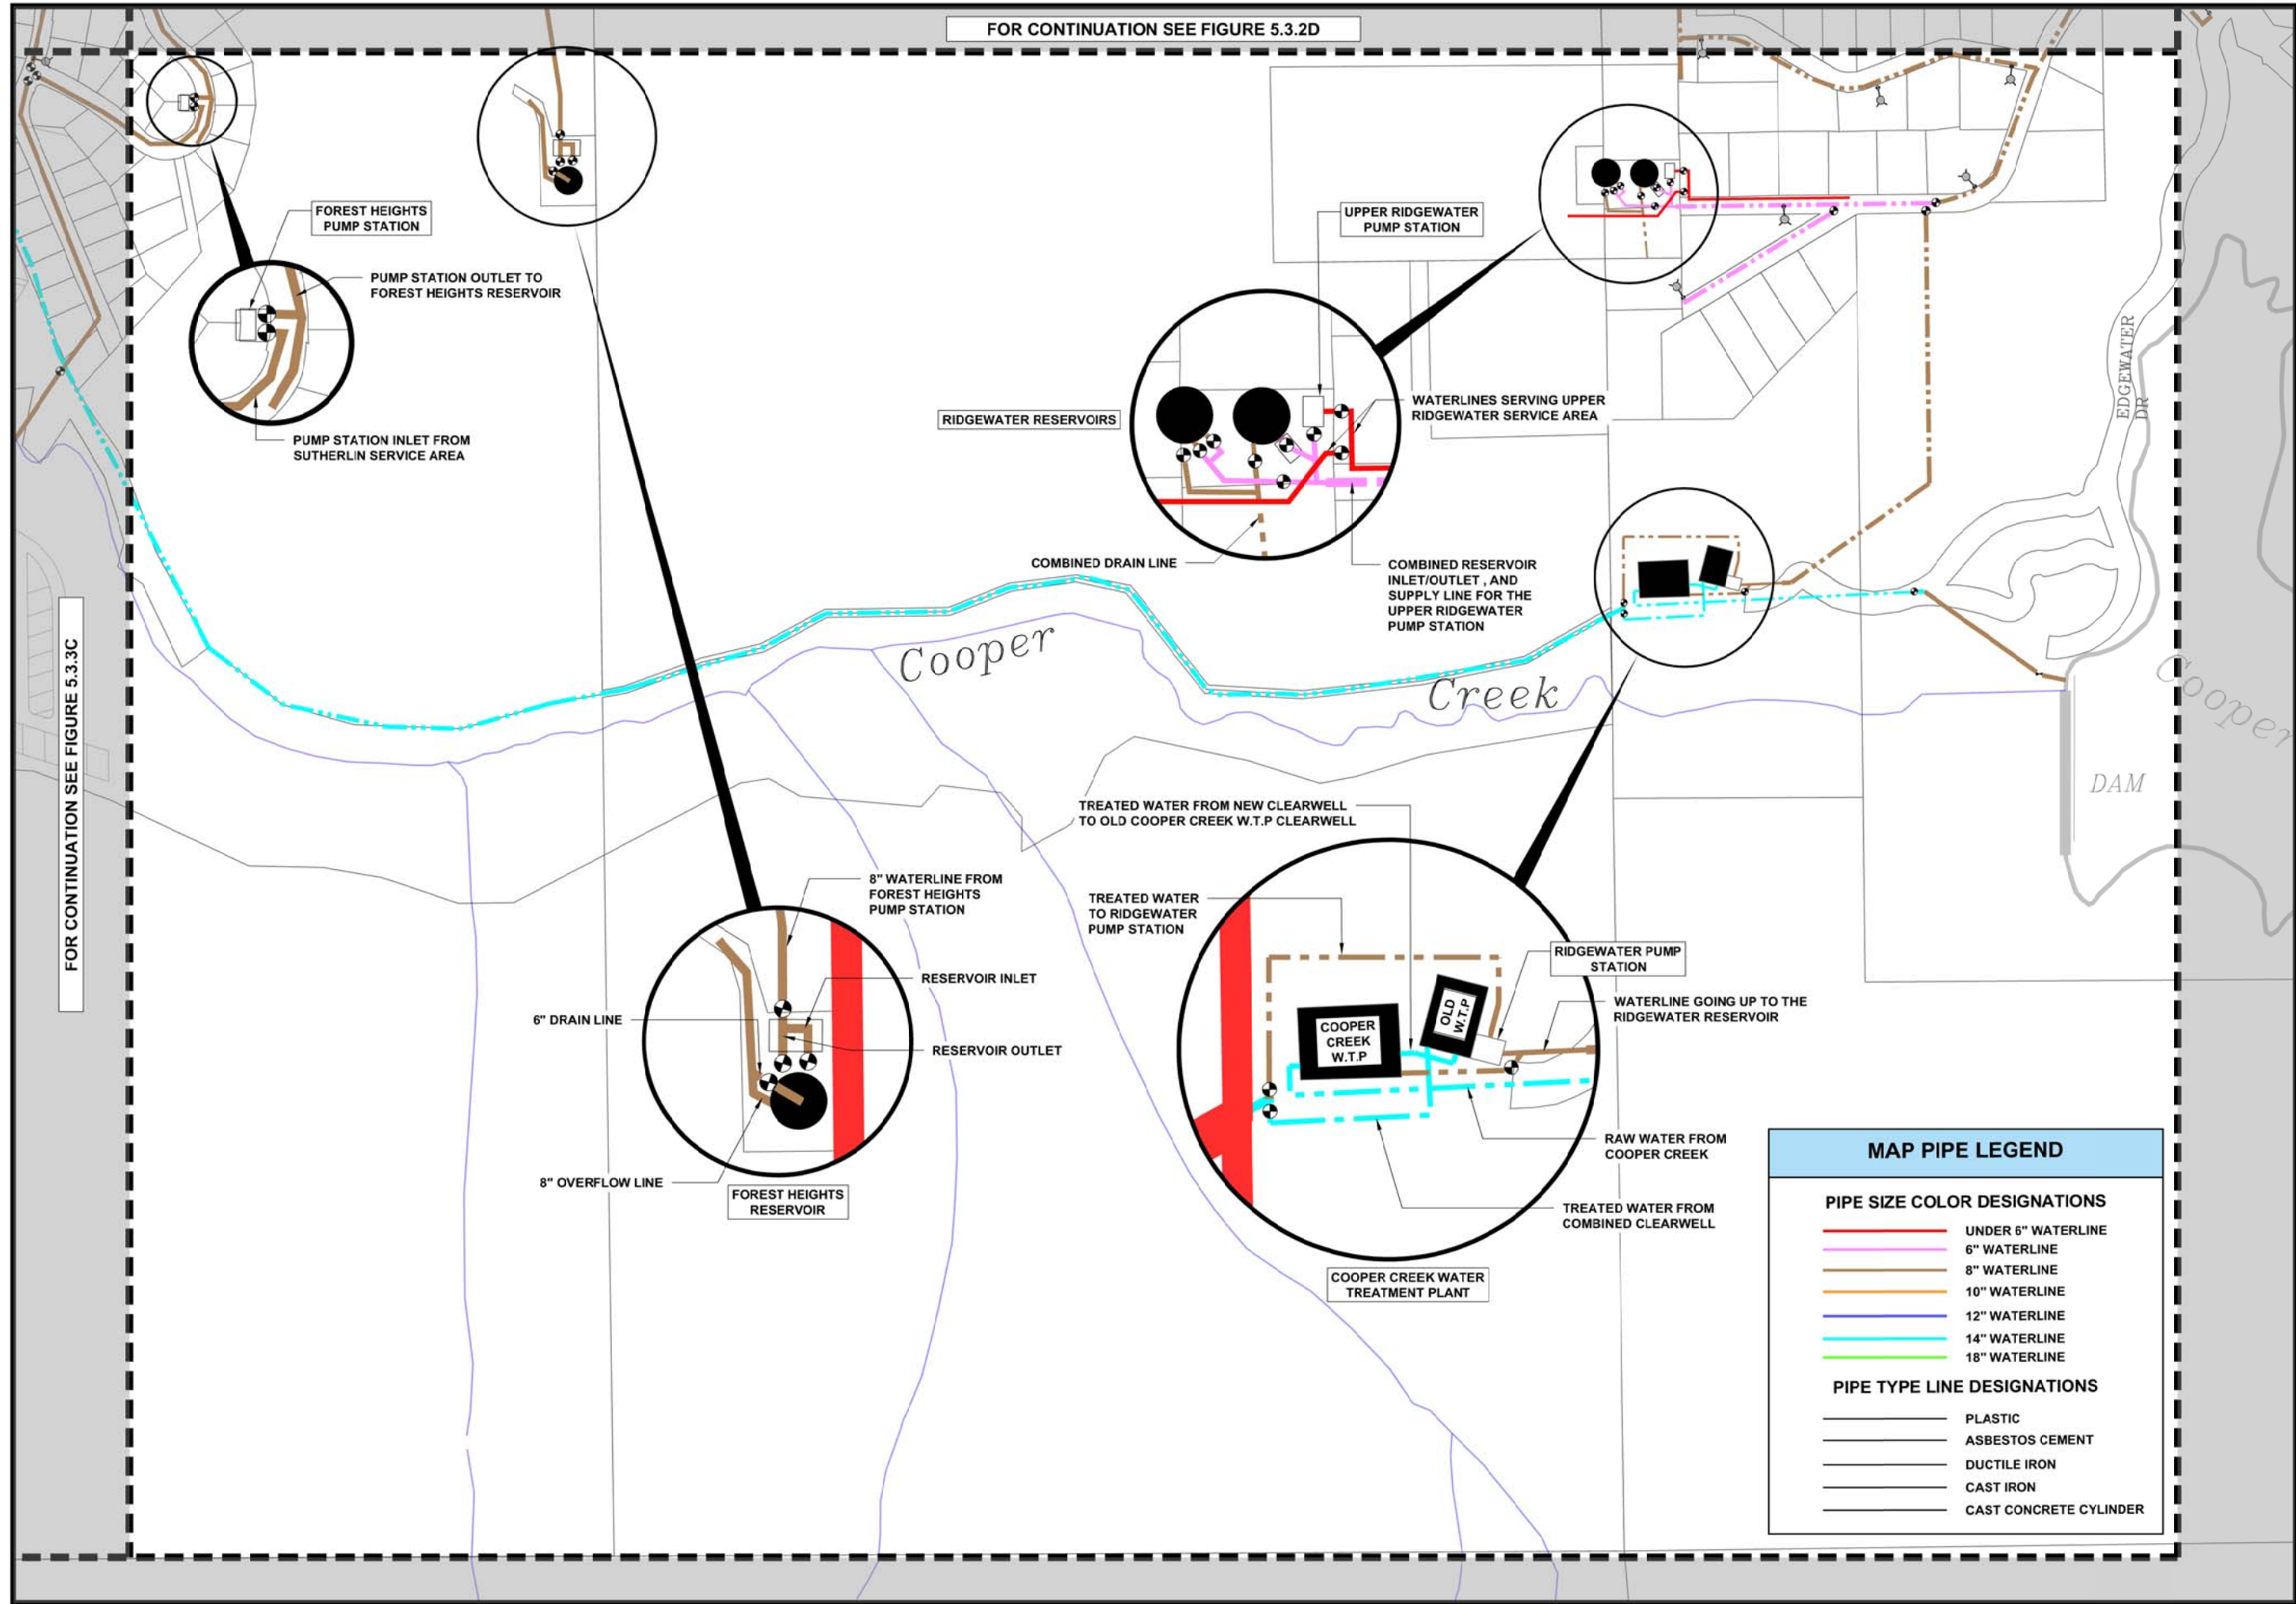 FOR CONTINUATION SEE FIGURE 5.3.2D
FOREST HEIGHTS
PUMP STATION
PUMP STATION OUTLET TO
FOREST HEIGHTS RESERVOIR
PUMP STATION INLET FROM
SUTHERLIN SERVICE AREA
UPPER RIDGEWATER
PUMP STATION
RIDGEWATER RESERVOIRS
WATERLINES SERVING UPPER
RIDGEWATER SERVICE AREA
COMBINED DRAIN LINE
COMBINED RESERVOIR
INLET/OUTLET , AND
SUPPLY LINE FOR THE
UPPER RIDGEWATER
PUMP STATION
EDGEWATER
DR
FOR CONTINUATION SEE FIGURE 5.3.3C
Cooper
Creek
Cooper
DAM
TREATED WATER FROM NEW CLEARWELL
TO OLD COOPER CREEK W.T.P CLEARWELL
8" WATERLINE FROM
FOREST HEIGHTS
PUMP STATION
RESERVOIR INLET
6" DRAIN LINE
RESERVOIR OUTLET
8" OVERFLOW LINE
FOREST HEIGHTS
RESERVOIR
TREATED WATER
TO RIDGEWATER
PUMP STATION
RIDGEWATER PUMP
STATION
WATERLINE GOING UP TO THE
RIDGEWATER RESERVOIR
COOPER
CREEK
W.T.P
OLD
W.T.P
RAW WATER FROM
COOPER CREEK
TREATED WATER FROM
COMBINED CLEARWELL
COOPER CREEK WATER
TREATMENT PLANT
MAP PIPE LEGEND
PIPE SIZE COLOR DESIGNATIONS
UNDER 6" WATERLINE
6" WATERLINE
8" WATERLINE
10" WATERLINE
12" WATERLINE
14" WATERLINE
18" WATERLINE
PIPE TYPE LINE DESIGNATIONS
PLASTIC
ASBESTOS CEMENT
DUCTILE IRON
CAST IRON
CAST CONCRETE CYLINDER